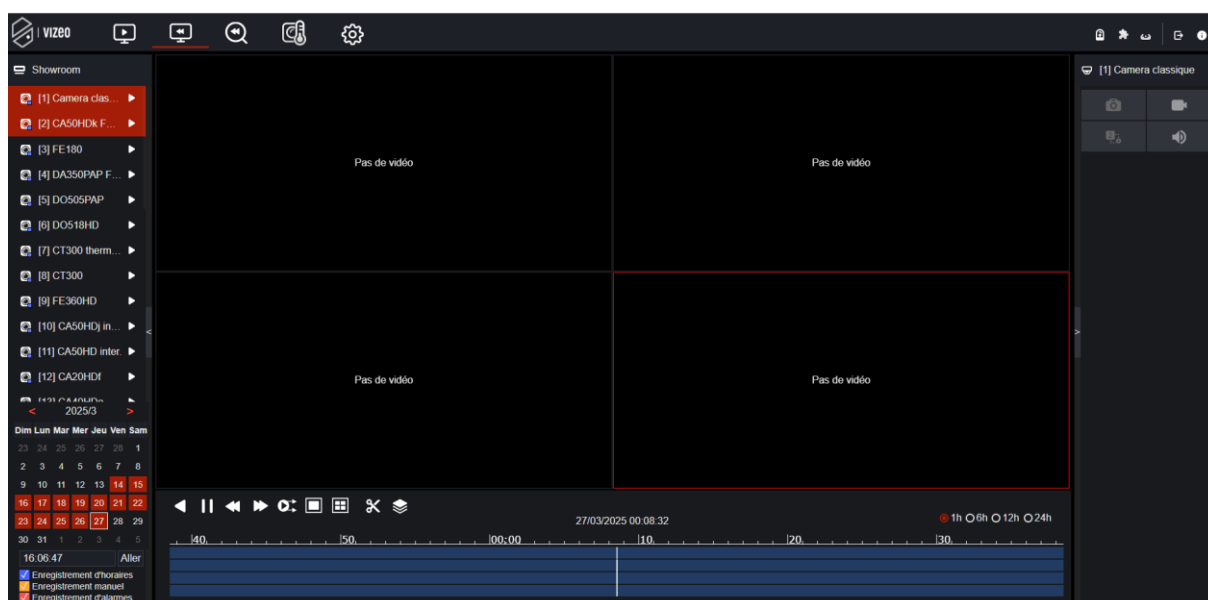 VIZEO
Showroom
[1] Camera clas...
[2] CA50HDk F...
[3] FE180
[4] DA350PAP F...
[5] DO505PAP
[6] DO518HD
[7] CT300 therm...
[8] CT300
[9] FE360HD
[10] CA50HDj in...
[11] CA50HD inter.
[12] CA20HDf
< 2025/3 >
Dim Lun Mar Mer Jeu Ven Sam
23 24 25 26 27 28 1
2 3 4 5 6 7 8
9 10 11 12 13 14 15
16 17 18 19 20 21 22
23 24 25 26 27 28 29
30 31 1 2 3 4 5
16:06:47 Aller
Enregistrement d'horaires
Enregistrement manuel
Enregistrement d'alarmes
Pas de vidéo
Pas de vidéo
Pas de vidéo
Pas de vidéo
27/03/2025 00:08:32
1h 6h 12h 24h
40 50 00:00 10 20 30
[1] Camera classique